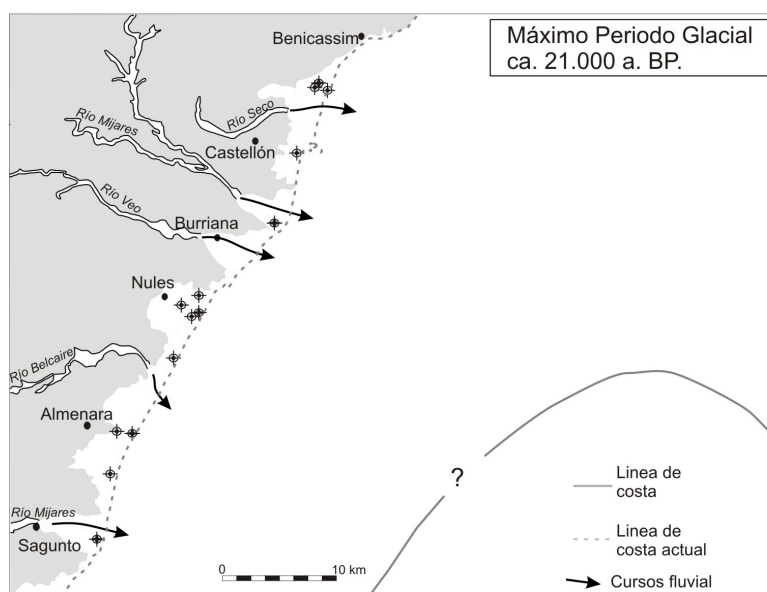 Máximo Periodo Glacial
ca. 21.000 a. BP.
Benicassim
Río Seco
Río Mijares
Castellón
Río Veo
Burriana
Nules
Río Belcaire
Almenara
Río Mijares
Sagunto
?
?
Linea de
costa
Linea de
costa actual
Cursos fluvial
0 10 km